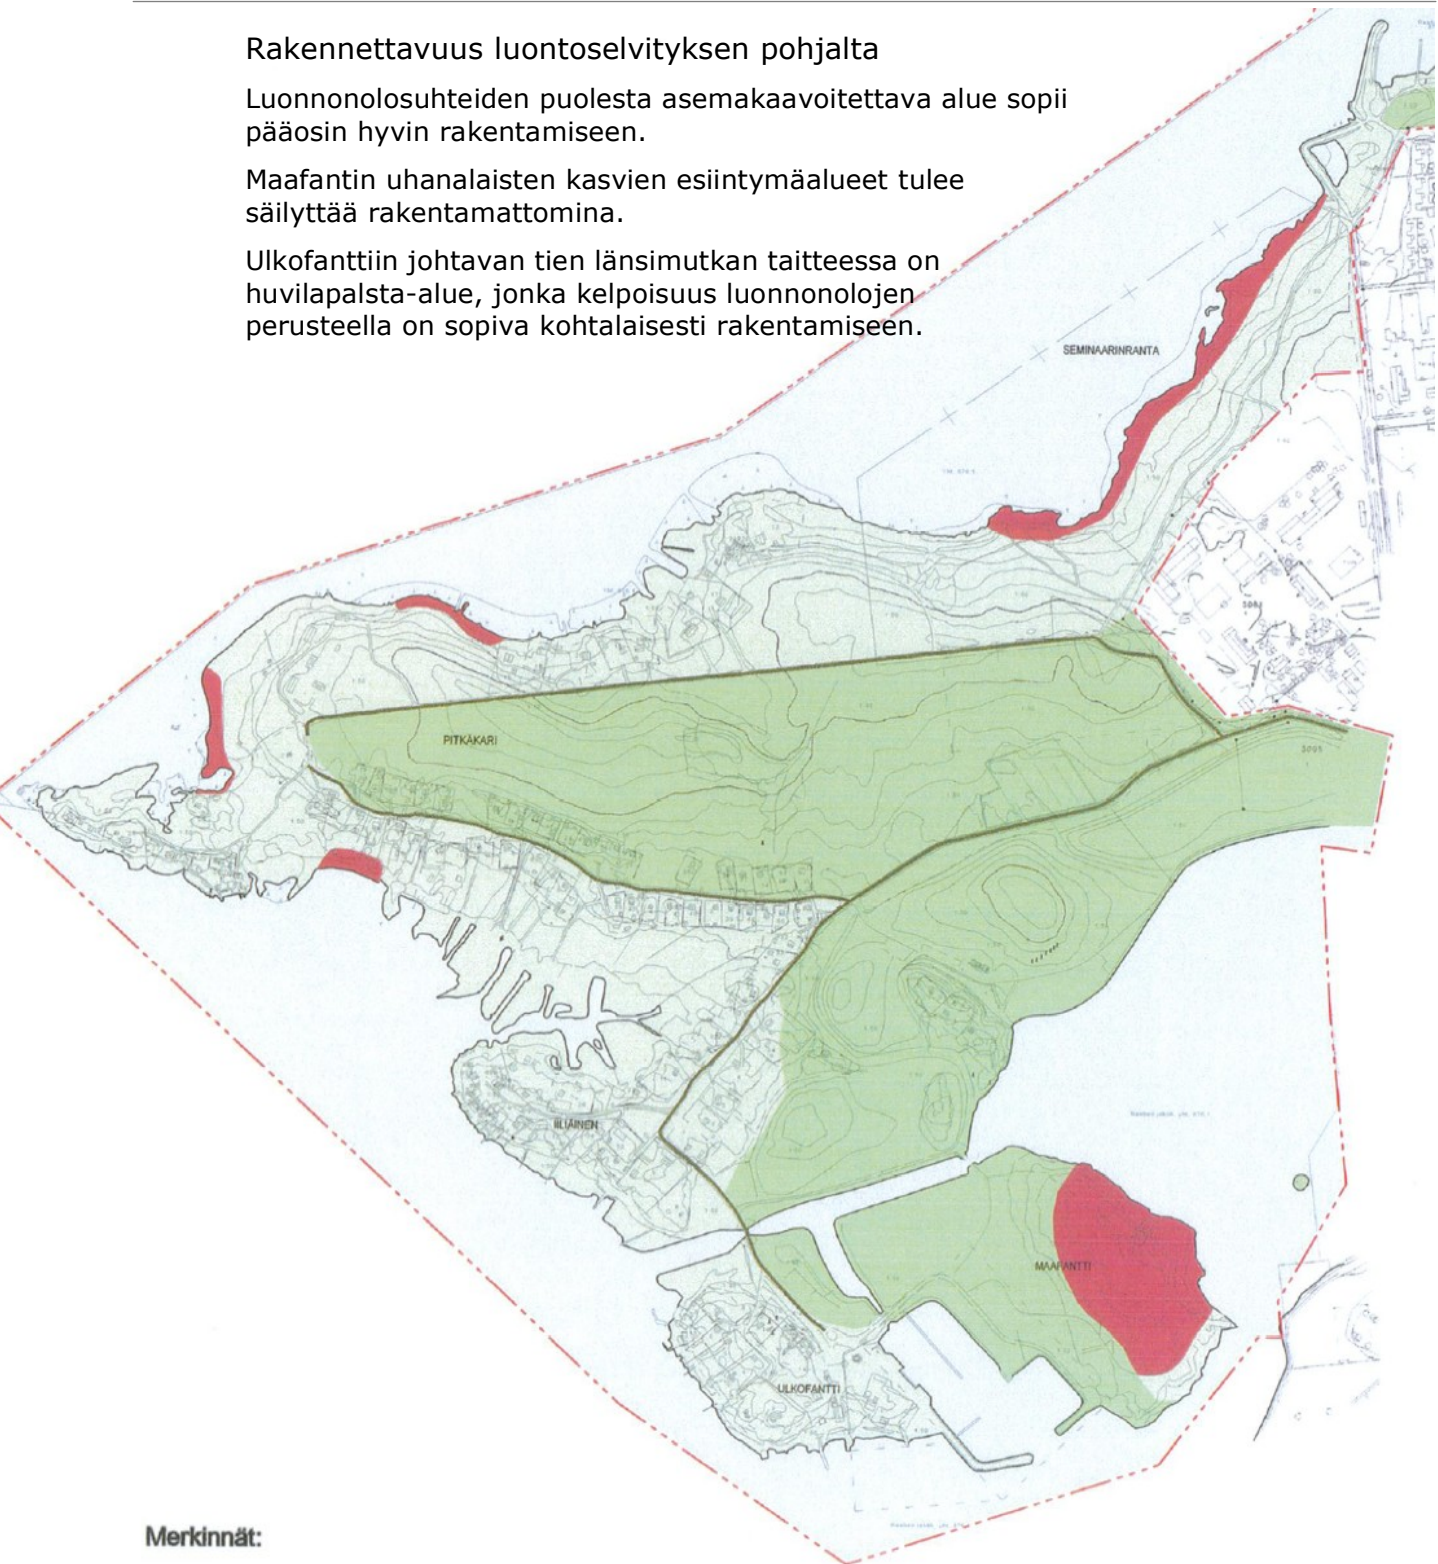 Rakennettavuus luontoselvityksen pohjalta
Luonnonolosuhteiden puolesta asemakaavoitettava alue sopii
pääosin hyvin rakentamiseen.
Maafantin uhanalaisten kasvien esiintymäalueet tulee
säilyttää rakentamattomina.
Ulkofanttiin johtavan tien länsimutkan taitteessa on
huvilapalsta-alue, jonka kelpoisuus luonnonolojen
perusteella on sopiva kohtalaisesti rakentamiseen.
SEMINAARINRANTA
PITKÄKARI
IILIÄINEN
MAAFANTTI
ULKOFANTTI
Merkinnät: